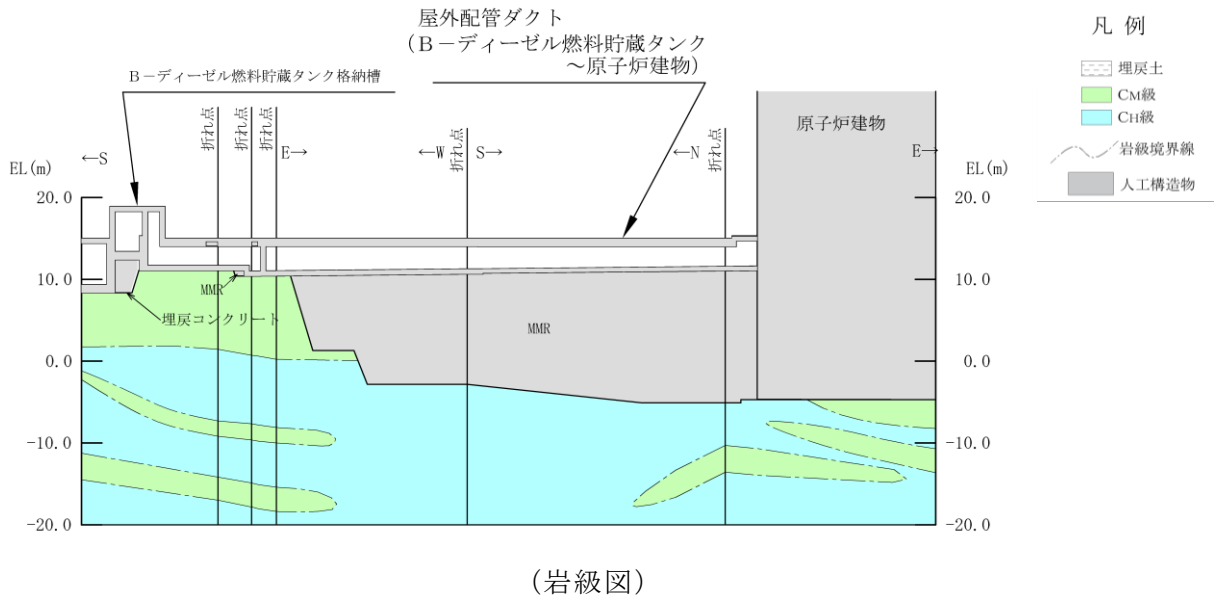 屋外配管ダクト
(B－ディーゼル燃料貯蔵タンク
～原子炉建物)
B－ディーゼル燃料貯蔵タンク格納槽
凡 例
埋戻土
CM級
CH級
岩級境界線
人工構造物
原子炉建物
折れ点
折れ点
折れ点
折れ点
折れ点
←S
E→
←W
S→
←N
E→
EL(m)
20.0
10.0
0.0
-10.0
-20.0
EL(m)
20.0
10.0
0.0
-10.0
-20.0
MMR
埋戻コンクリート
MMR
(岩級図)